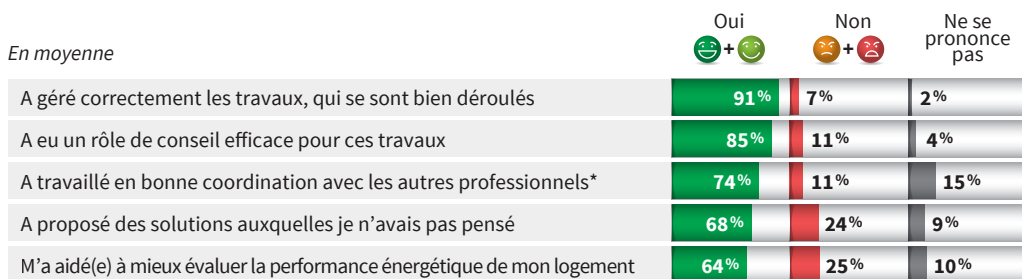 Oui Non Ne se
prononce
pas
+ +
En moyenne
A géré correctement les travaux, qui se sont bien déroulés 91% 7% 2%
A eu un rôle de conseil efficace pour ces travaux 85% 11% 4%
A travaillé en bonne coordination avec les autres professionnels* 74% 11% 15%
A proposé des solutions auxquelles je n'avais pas pensé 68% 24% 9%
M'a aidé(e) à mieux évaluer la performance énergétique de mon logement 64% 25% 10%